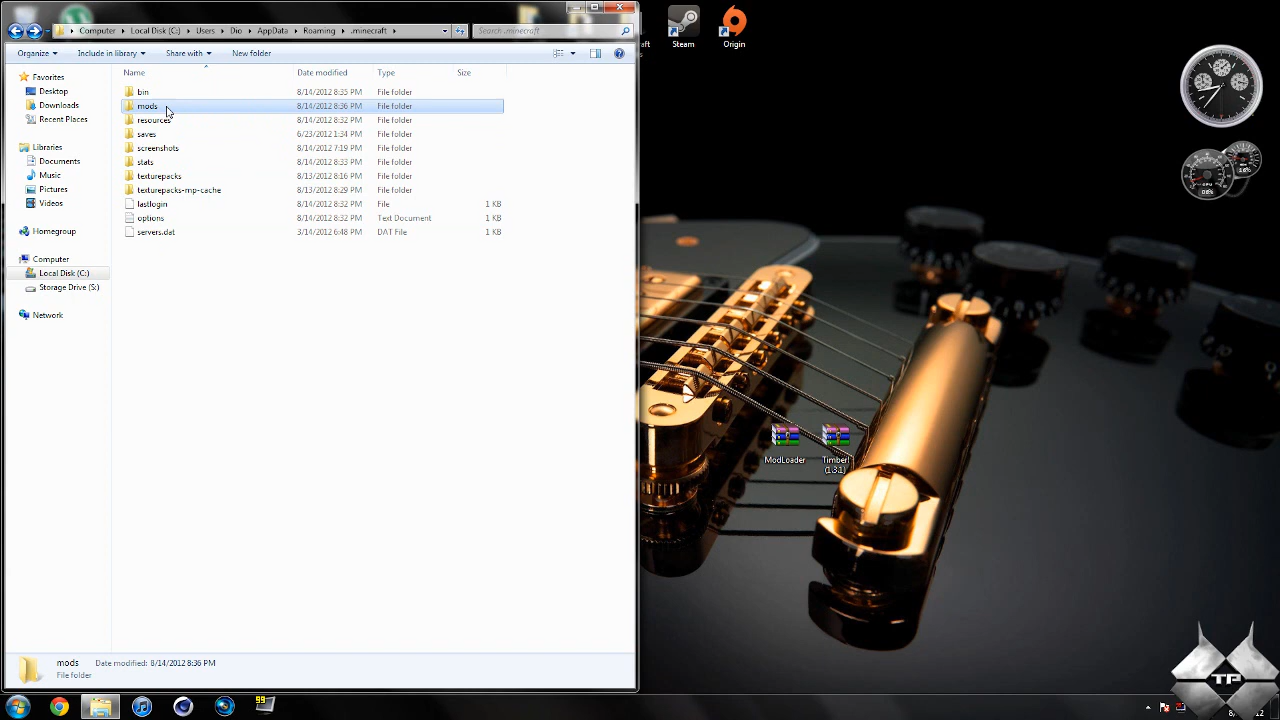 Computer Local Disk (C:) Users Dio AppData Roaming .minecraft
Search .minecraft
Steam
Origin
Organize Include in library Share with New folder
Name Date modified Type Size
Favorites
Desktop
Downloads
Recent Places
Libraries
Documents
Music
Pictures
Videos
Homegroup
Computer
Local Disk (C:)
Storage Drive (S:)
Network
bin 8/14/2012 8:35 PM File folder
mods 8/14/2012 8:36 PM File folder
resources 8/14/2012 8:32 PM File folder
saves 6/23/2012 1:34 PM File folder
screenshots 8/14/2012 7:19 PM File folder
stats 8/14/2012 8:33 PM File folder
texturepacks 8/13/2012 8:16 PM File folder
texturepacks-mp-cache 8/13/2012 8:29 PM File folder
lastlogin 8/14/2012 8:32 PM File 1 KB
options 8/14/2012 8:32 PM Text Document 1 KB
servers.dat 3/14/2012 6:48 PM DAT File 1 KB
ModLoader
Timber!
(1.3.1)
mods Date modified: 8/14/2012 8:36 PM
File folder
TP
99